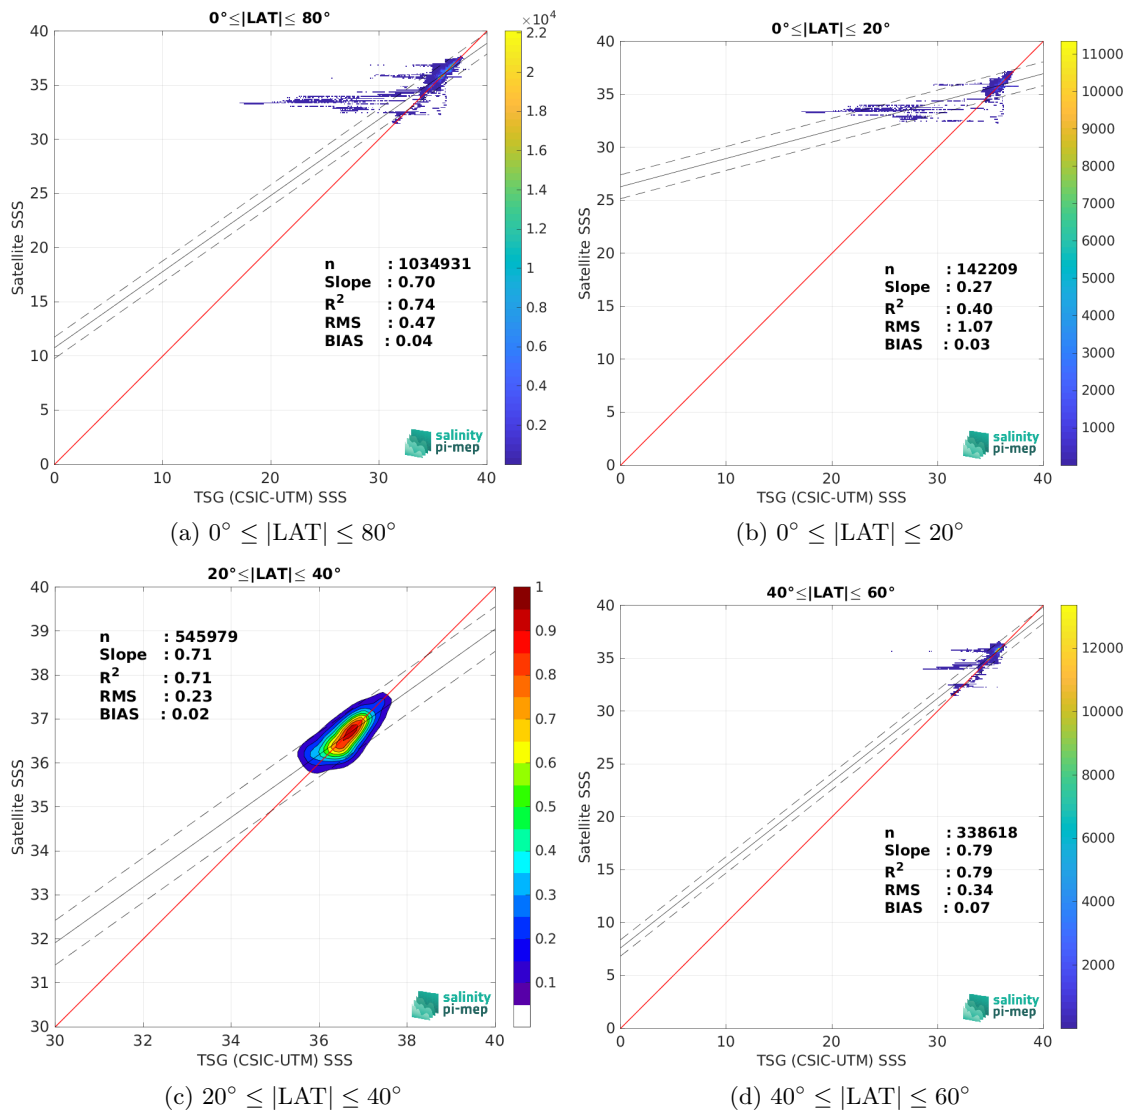 0°≤|LAT|≤ 80°
×10⁴
40
35
30
25
20
15
10
5
0
Satellite SSS
0
10
20
30
40
TSG (CSIC-UTM) SSS
n : 1034931
Slope : 0.70
R² : 0.74
RMS : 0.47
BIAS : 0.04
salinity
pi-mep
2.2
2
1.8
1.6
1.4
1.2
1
0.8
0.6
0.4
0.2
(a) 0° ≤ |LAT| ≤ 80°
0°≤|LAT|≤ 20°
40
35
30
25
20
15
10
5
0
Satellite SSS
0
10
20
30
40
TSG (CSIC-UTM) SSS
n : 142209
Slope : 0.27
R² : 0.40
RMS : 1.07
BIAS : 0.03
salinity
pi-mep
11000
10000
9000
8000
7000
6000
5000
4000
3000
2000
1000
(b) 0° ≤ |LAT| ≤ 20°
20°≤|LAT|≤ 40°
40
39
38
37
36
35
34
33
32
31
30
Satellite SSS
30
32
34
36
38
40
TSG (CSIC-UTM) SSS
n : 545979
Slope : 0.71
R² : 0.71
RMS : 0.23
BIAS : 0.02
salinity
pi-mep
1
0.9
0.8
0.7
0.6
0.5
0.4
0.3
0.2
0.1
(c) 20° ≤ |LAT| ≤ 40°
40°≤|LAT|≤ 60°
40
35
30
25
20
15
10
5
0
Satellite SSS
0
10
20
30
40
TSG (CSIC-UTM) SSS
n : 338618
Slope : 0.79
R² : 0.79
RMS : 0.34
BIAS : 0.07
salinity
pi-mep
12000
10000
8000
6000
4000
2000
(d) 40° ≤ |LAT| ≤ 60°